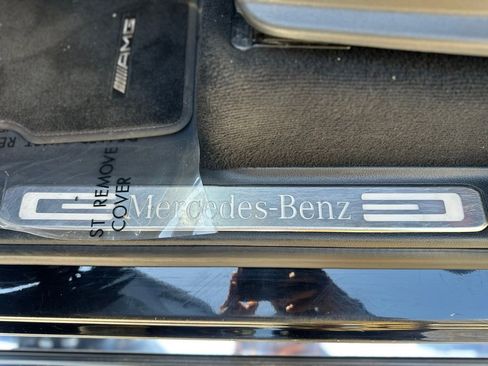 AMG
ST REMOVE
COVER
Mercedes-Benz